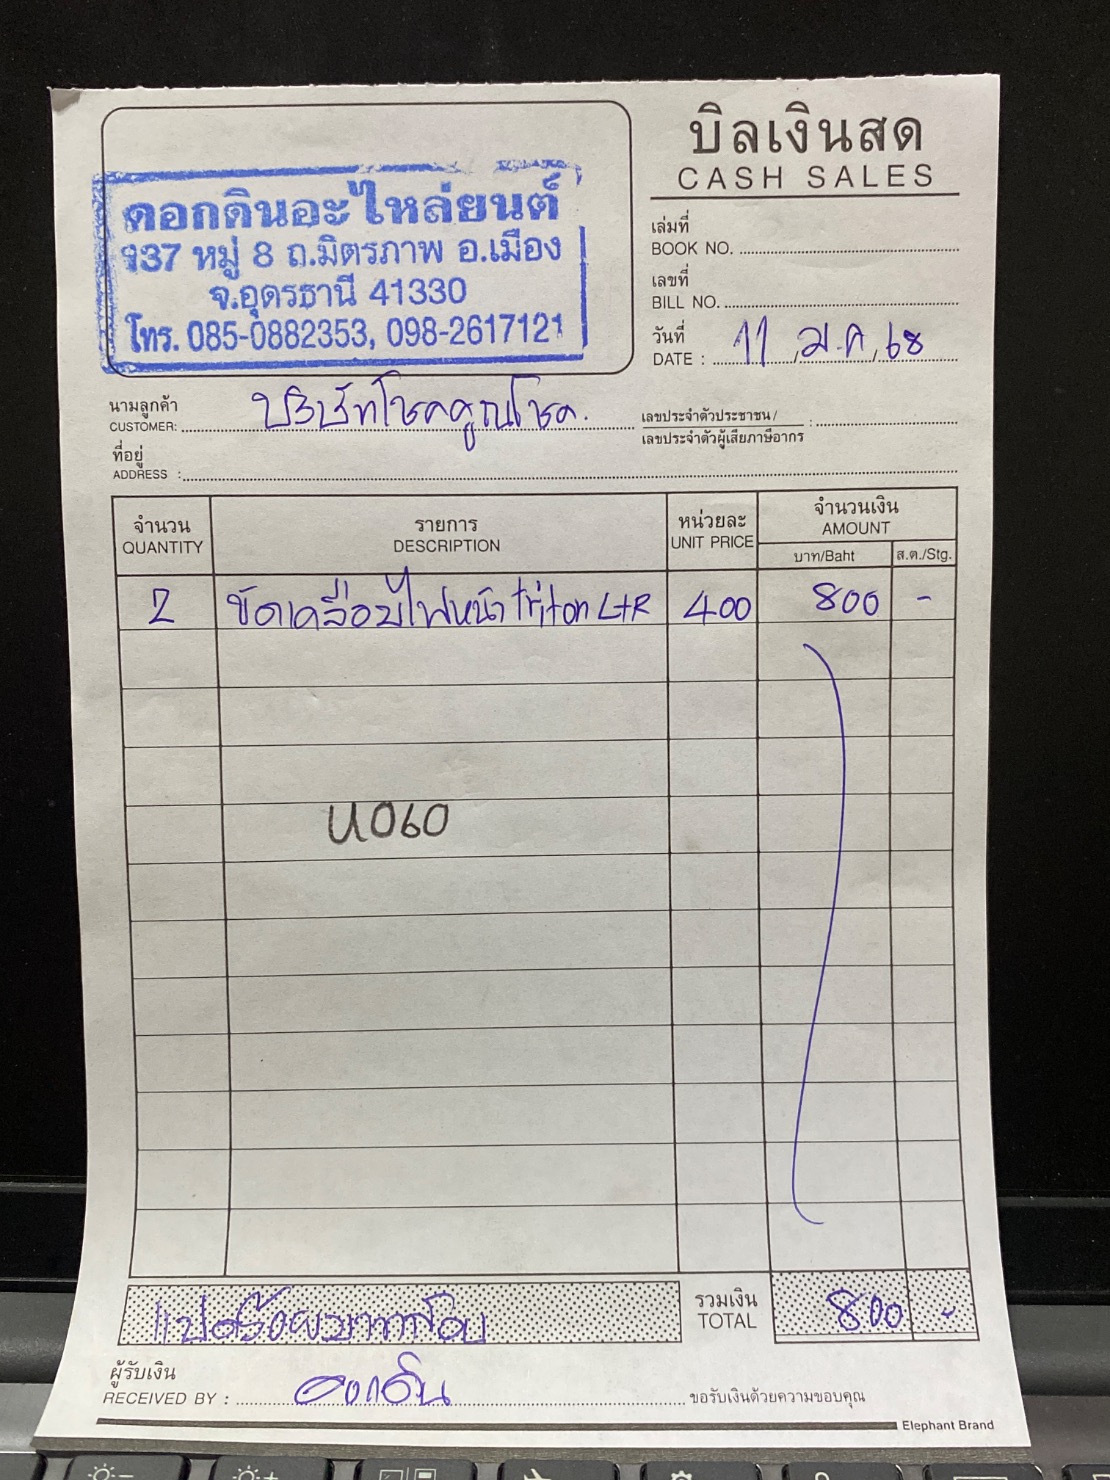 บิลเงินสด
CASH SALES
ดอกดินอะไหล่ยนต์
137 หมู่ 8 ถ.มิตรภาพ อ.เมือง
จ.อุดรธานี 41330
โทร. 085-0882353, 098-2617121
เล่มที่
BOOK NO.
เลขที่
BILL NO.
วันที่
DATE : 11 / ม.ค / 68
นามลูกค้า
CUSTOMER: บริษัทโชคคูณโชค.
เลขประจำตัวประชาชน /
เลขประจำตัวผู้เสียภาษีอากร :
ที่อยู่
ADDRESS :
จำนวน QUANTITY รายการ DESCRIPTION หน่วยละ UNIT PRICE จำนวนเงิน AMOUNT
บาท/Baht ส.ต./Stg.
2 ขัดเคลือบไฟหน้า triton L+R 400 800 -
U060
แปดร้อยบาทถ้วน
รวมเงิน
TOTAL 800 -
ผู้รับเงิน
RECEIVED BY : ดอกดิน ขอรับเงินด้วยความขอบคุณ
Elephant Brand